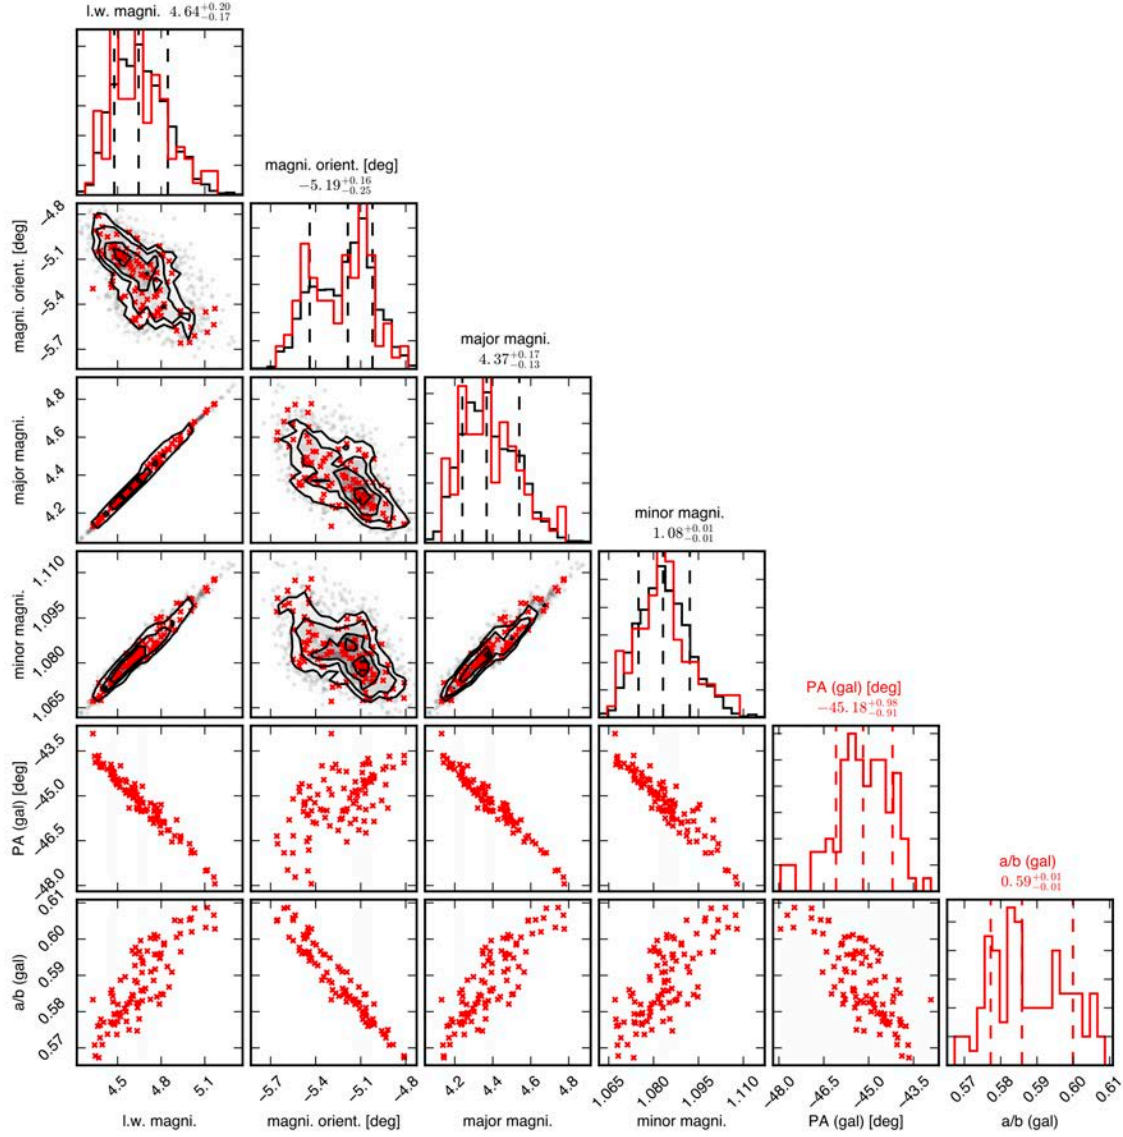 l.w. magni. 4.64^{+0.20}_{-0.17}
magni. orient. [deg]
−5.19^{+0.16}_{-0.25}
−4.8
−5.1
−5.4
−5.7
magni. orient. [deg]
major magni.
4.37^{+0.17}_{-0.13}
4.8
4.6
4.4
4.2
major magni.
minor magni.
1.08^{+0.01}_{-0.01}
1.110
1.095
1.080
1.065
minor magni.
PA (gal) [deg]
−45.18^{+0.98}_{-0.91}
−43.5
−45.0
−46.5
−48.0
PA (gal) [deg]
a/b (gal)
0.59^{+0.01}_{-0.01}
0.61
0.60
0.59
0.58
0.57
a/b (gal)
4.5 4.8 5.1 −5.7 −5.4 −5.1 −4.8 4.2 4.4 4.6 4.8 1.065 1.080 1.095 1.110 −48.0 −46.5 −45.0 −43.5 0.57 0.58 0.59 0.60 0.61
l.w. magni. magni. orient. [deg] major magni. minor magni. PA (gal) [deg] a/b (gal)